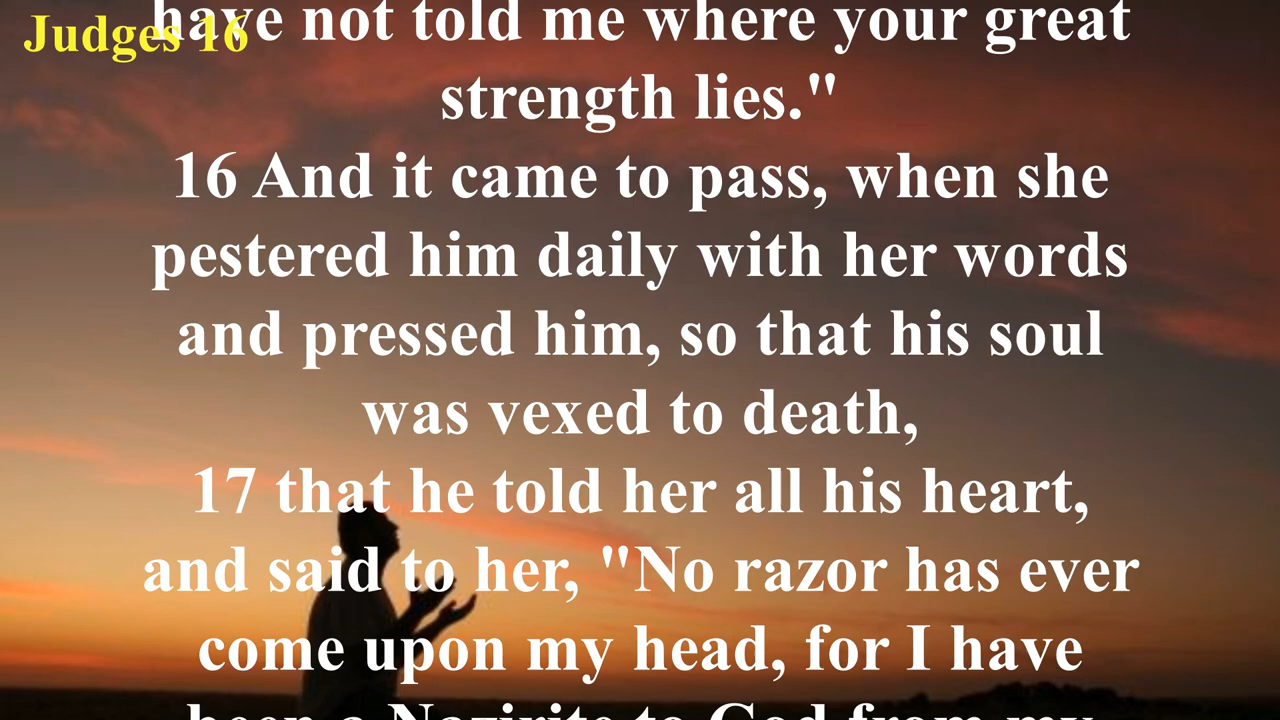 Judges 16
have not told me where your great
strength lies."
16 And it came to pass, when she
pestered him daily with her words
and pressed him, so that his soul
was vexed to death,
17 that he told her all his heart,
and said to her, "No razor has ever
come upon my head, for I have
been a Nazirite to God from my